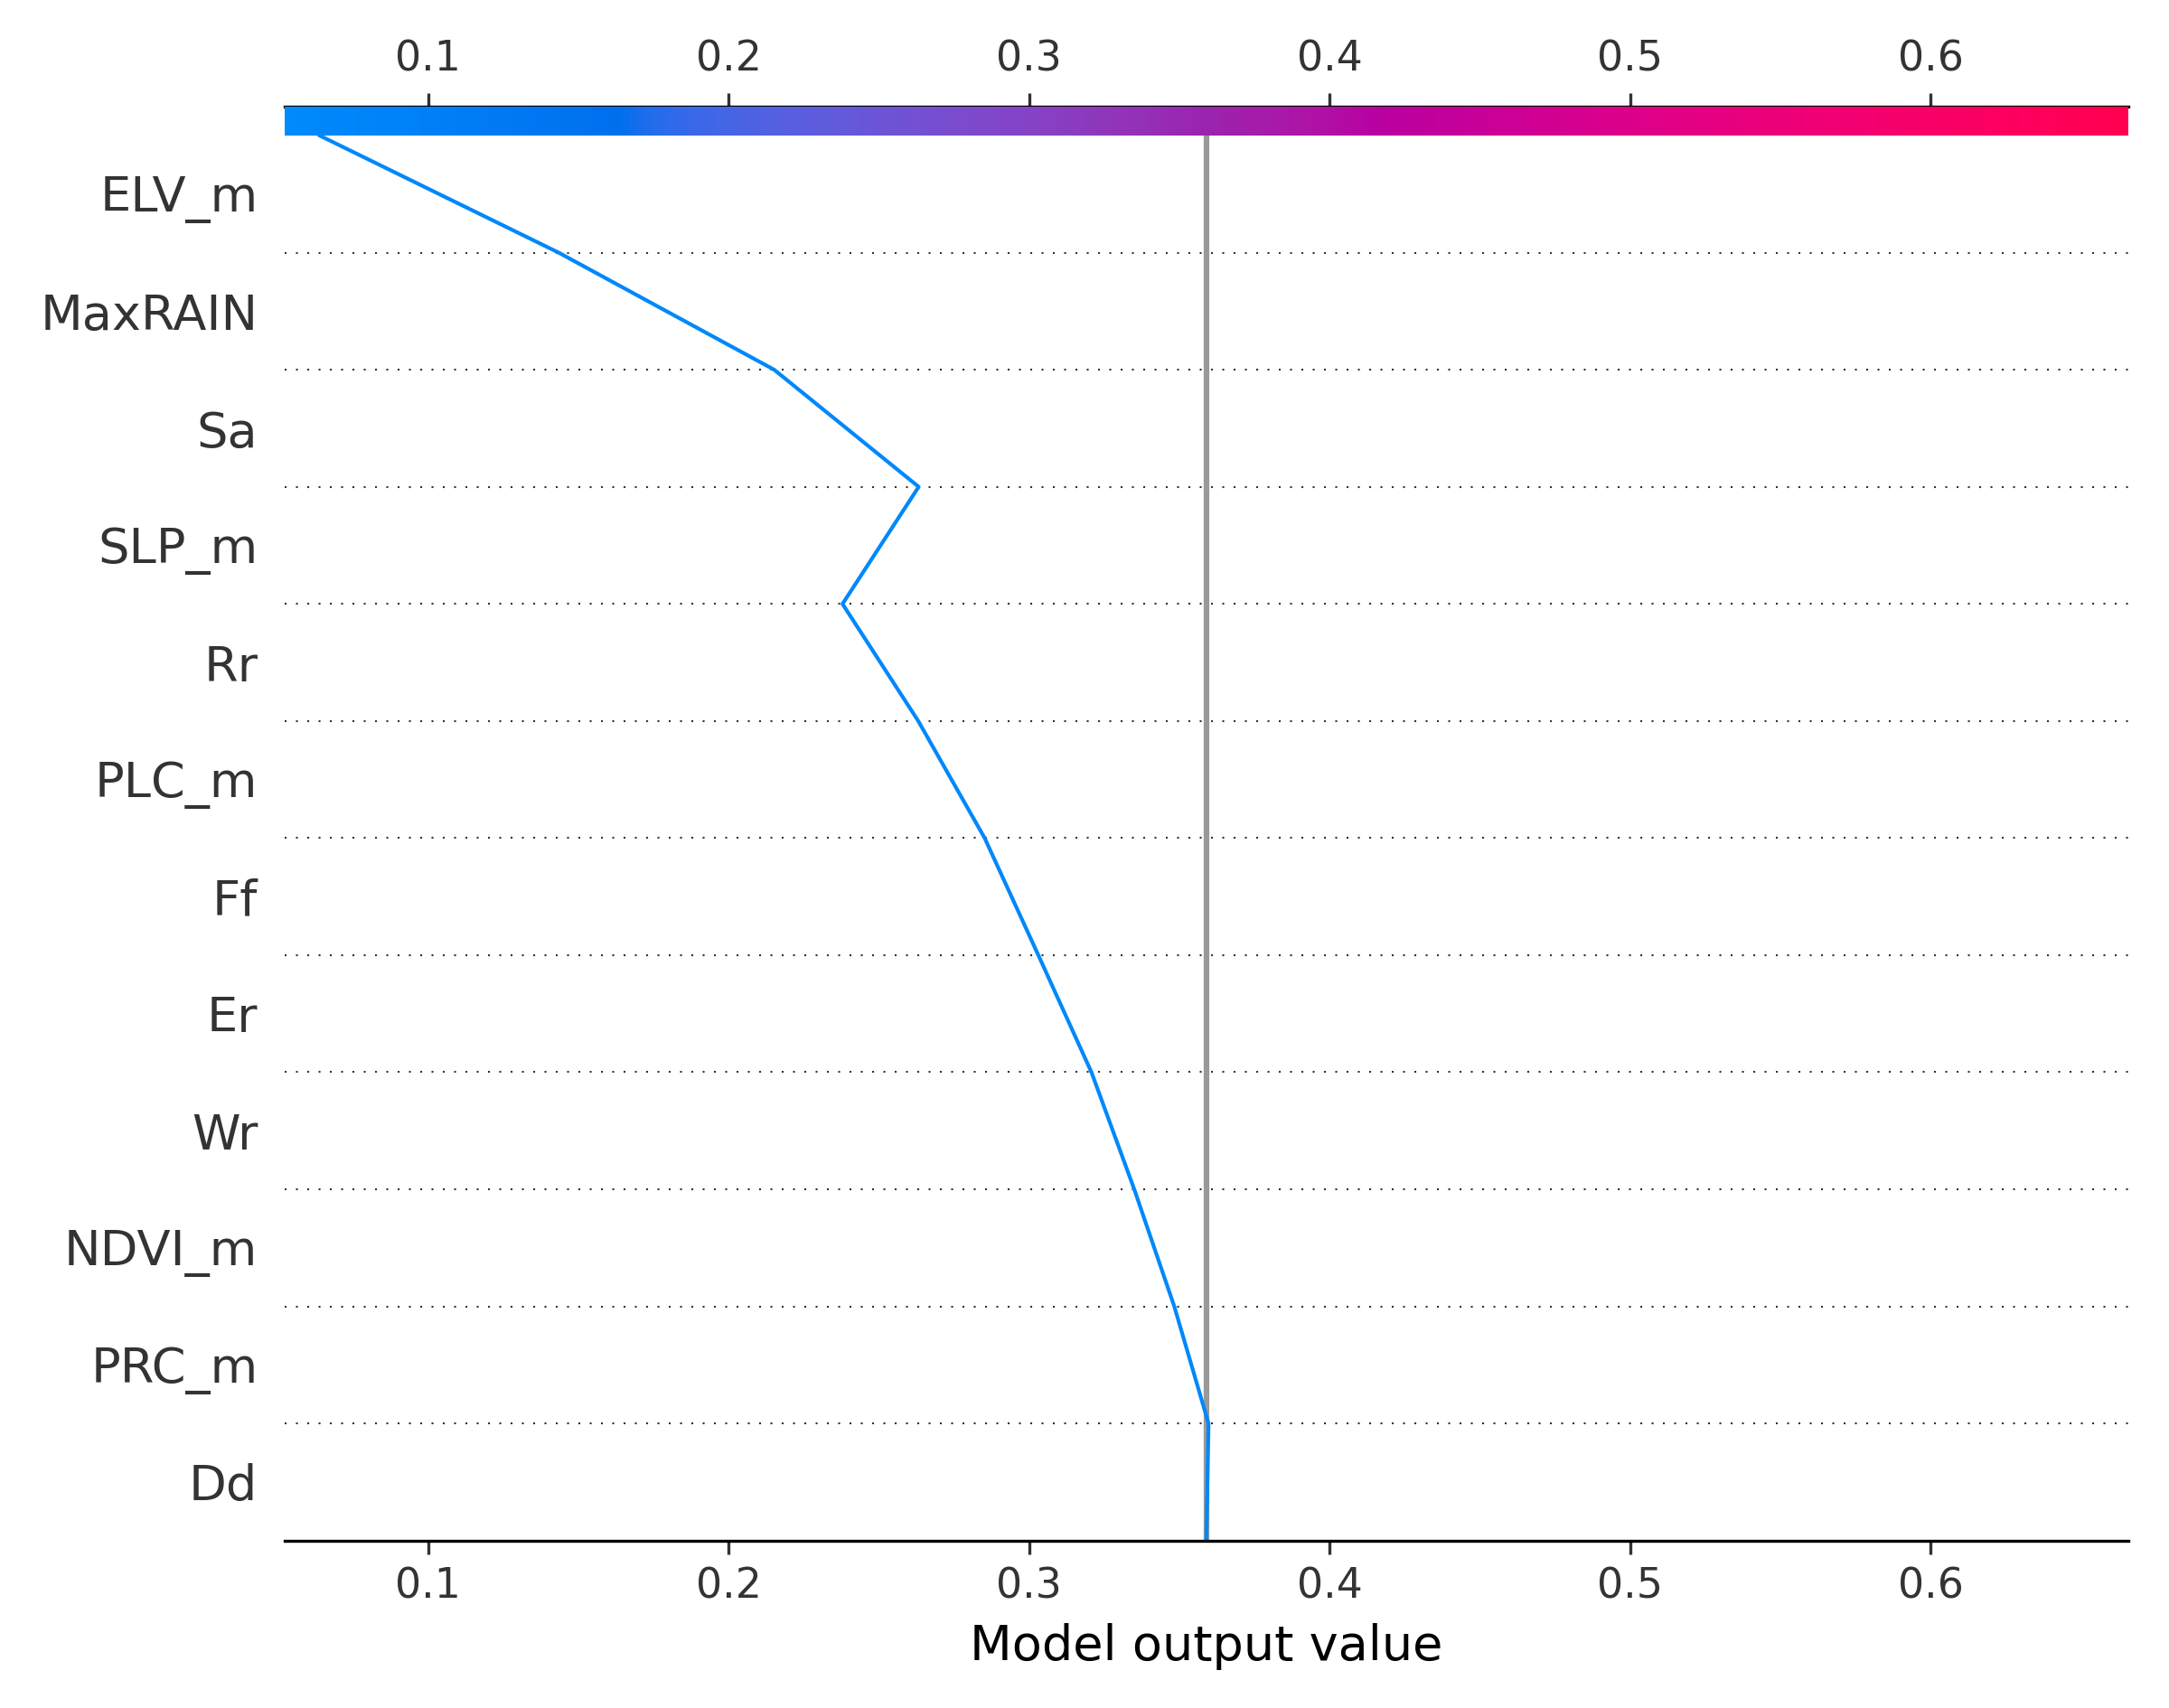 0.1 0.2 0.3 0.4 0.5 0.6
ELV_m
MaxRAIN
Sa
SLP_m
Rr
PLC_m
Ff
Er
Wr
NDVI_m
PRC_m
Dd
0.1 0.2 0.3 0.4 0.5 0.6
Model output value